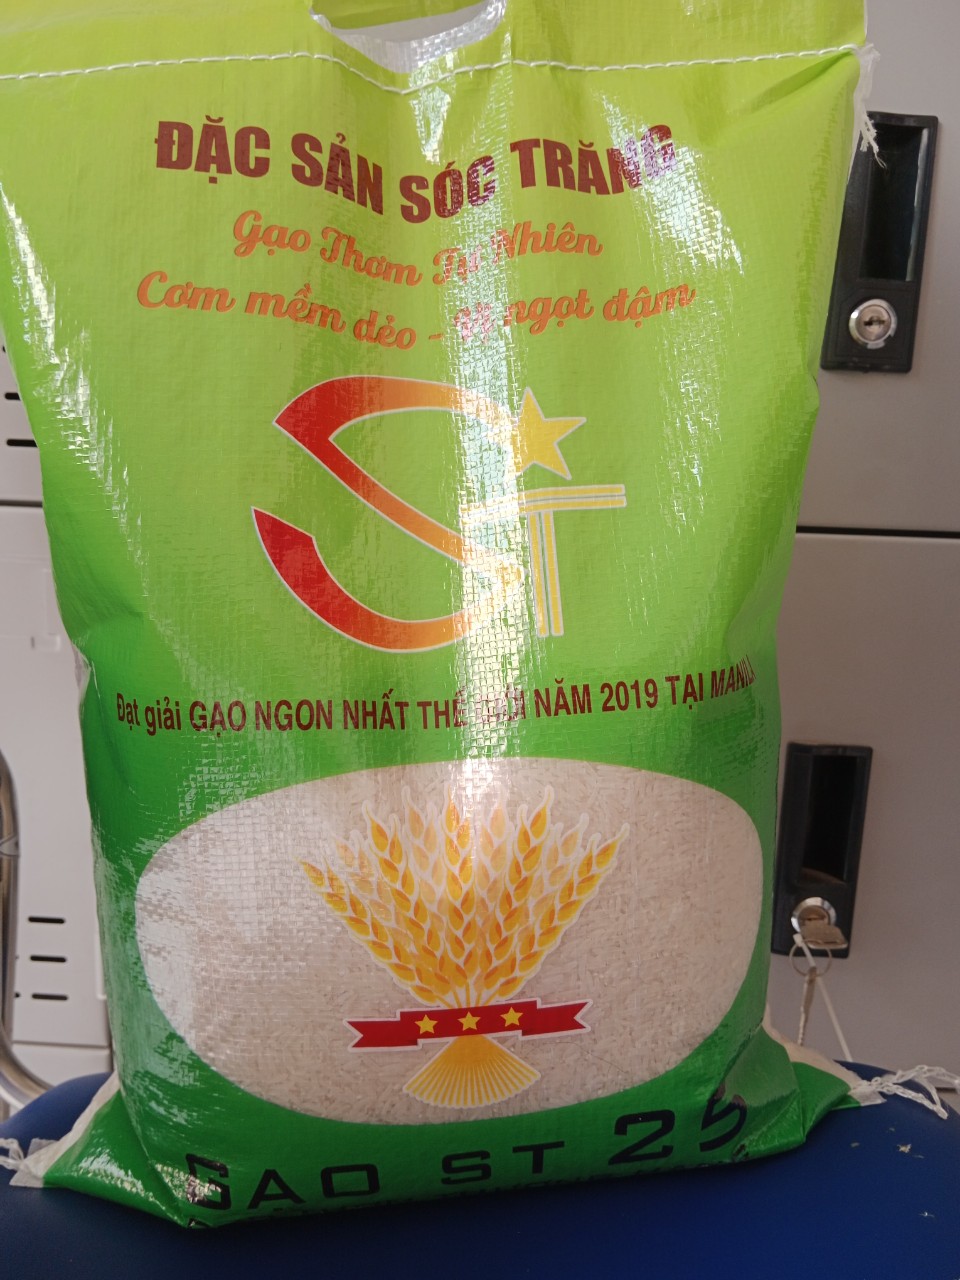 ĐẶC SẢN SÓC TRĂNG
Gạo Thơm Tự Nhiên
Cơm mềm dẻo - Vị ngọt đậm
ST
Đạt giải GẠO NGON NHẤT THẾ GIỚI NĂM 2019 TẠI MANILA
GẠO ST 25